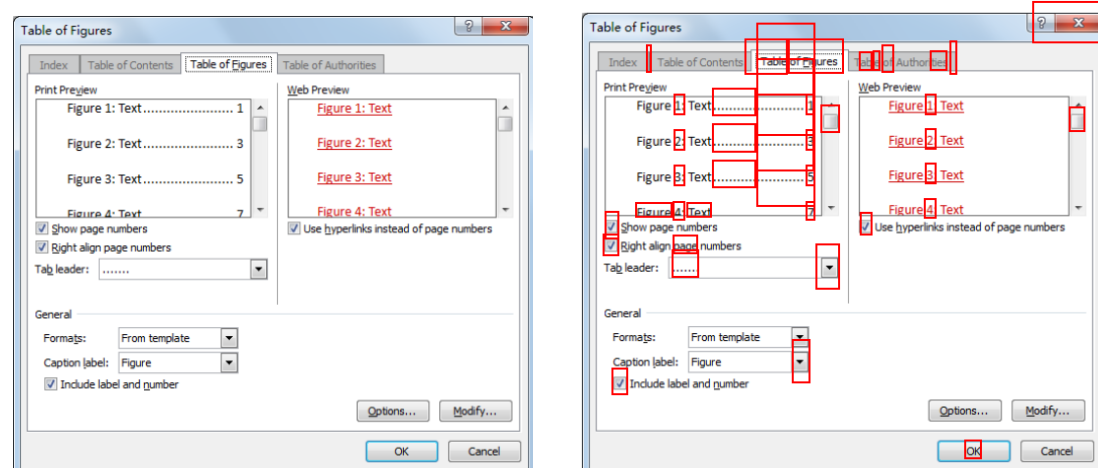 Table of Figures
Index Table of Contents Table of Figures Table of Authorities
Print Preview Web Preview
Figure 1: Text........................ 1 Figure 1: Text
Figure 2: Text........................ 3 Figure 2: Text
Figure 3: Text........................ 5 Figure 3: Text
Figure 4: Text 7 Figure 4: Text
Show page numbers Use hyperlinks instead of page numbers
Right align page numbers
Tab leader: .......
General
Formats: From template
Caption label: Figure
Include label and number
Options... Modify...
OK Cancel
Table of Figures
Index Table of Contents Table of Figures Table of Authorities
Print Preview Web Preview
Figure 1: Text........................ 1 Figure 1: Text
Figure 2: Text........................ 3 Figure 2: Text
Figure 3: Text........................ 5 Figure 3: Text
Figure 4: Text 7 Figure 4: Text
Show page numbers Use hyperlinks instead of page numbers
Right align page numbers
Tab leader: ......
General
Formats: From template
Caption label: Figure
Include label and number
Options... Modify...
OK Cancel